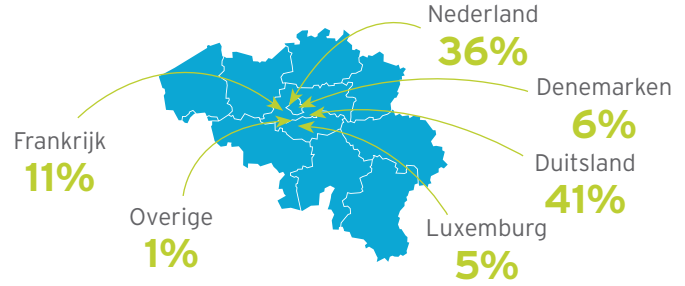 Nederland
36%
Denemarken
6%
Frankrijk
11%
Duitsland
41%
Overige
1%
Luxemburg
5%